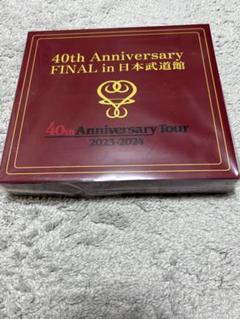 40th Anniversary
FINAL in 日本武道館
40th Anniversary Tour
2023-2024